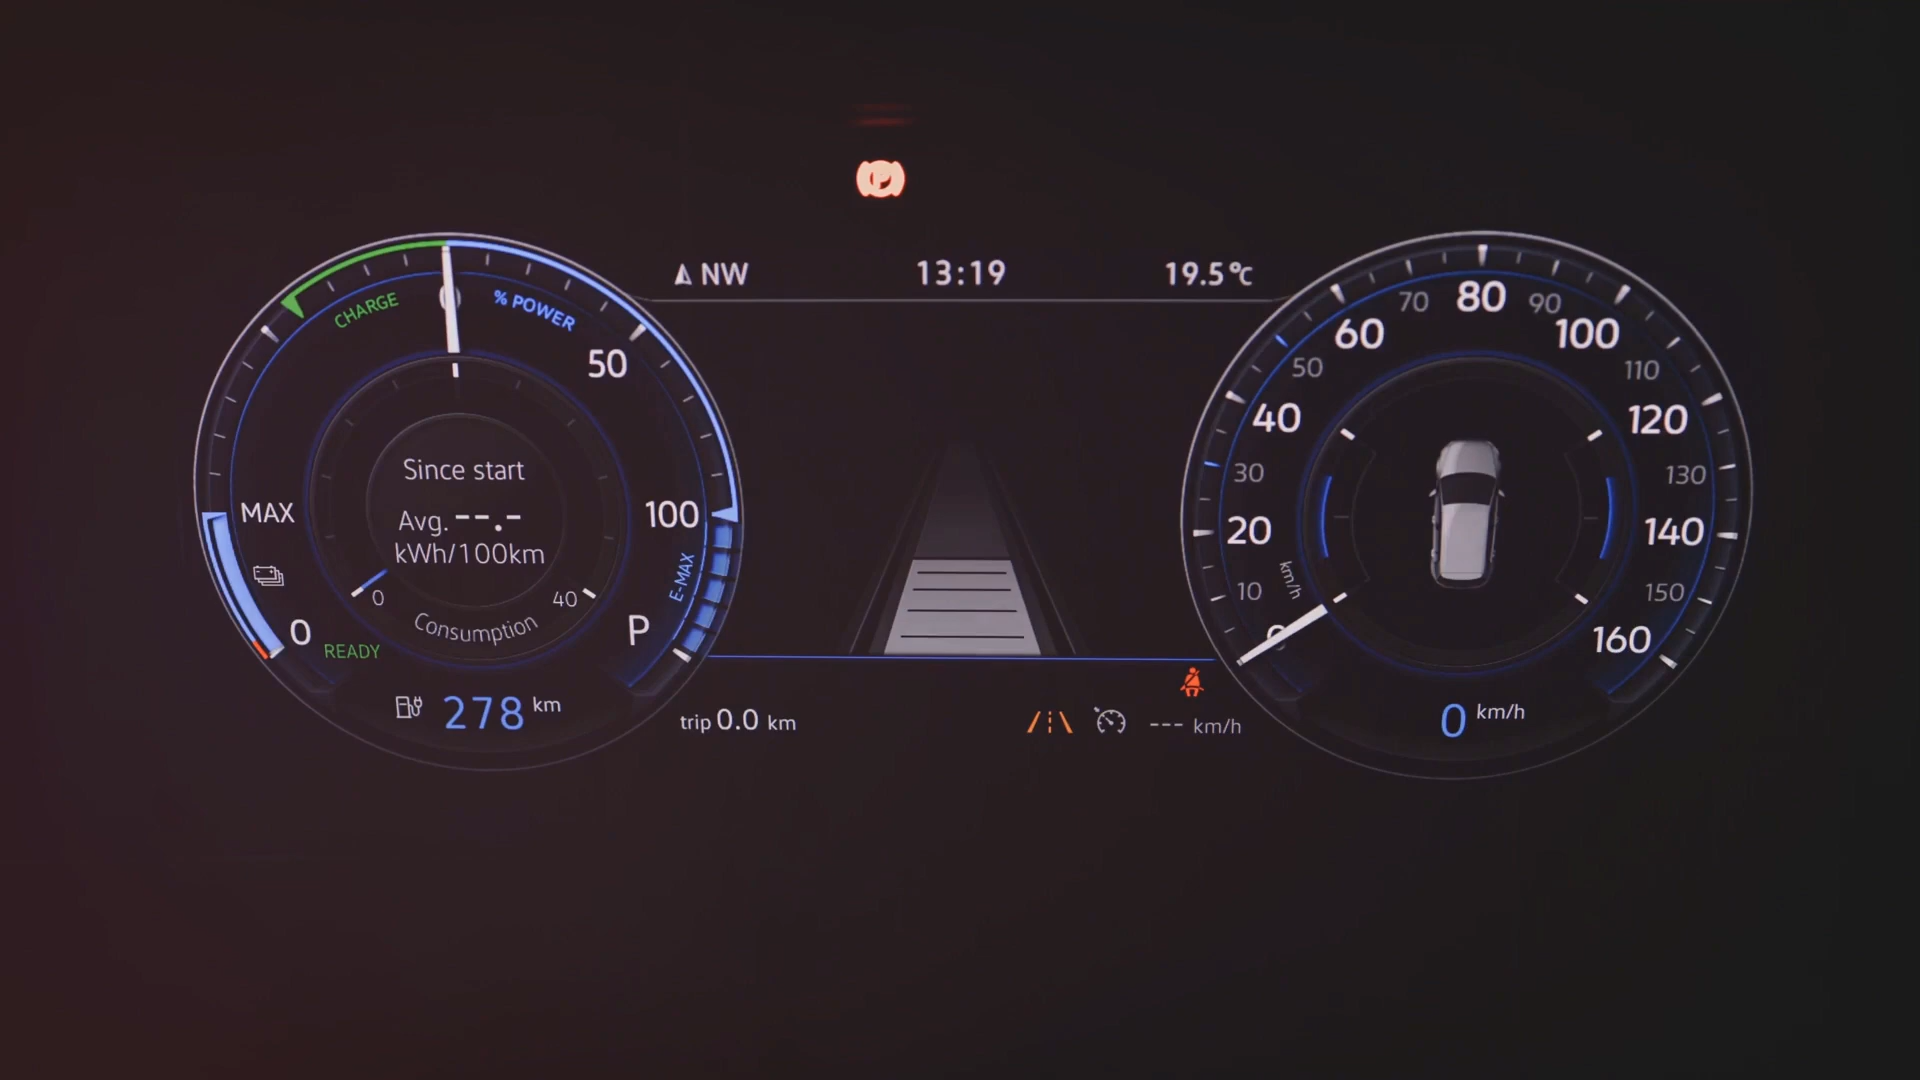 P
NW
13:19
19.5°C
CHARGE
0
% POWER
50
100
E-MAX
P
MAX
0
READY
Since start
Avg. --.-
kWh/100km
0
40
Consumption
278 km
trip 0.0 km
--- km/h
0
10
20
30
40
50
60
70
80
90
100
110
120
130
140
150
160
km/h
0 km/h